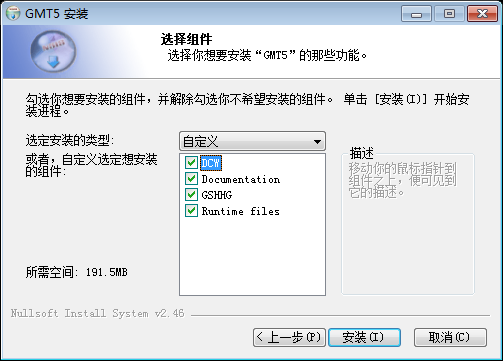 GMT5 安装
选择组件
选择你想要安装“GMT5”的那些功能。
勾选你想要安装的组件，并解除勾选你不希望安装的组件。 单击 [安装(I)] 开始安
装进程。
选定安装的类型:
自定义
或者，自定义选定想安装
的组件:
DCW
Documentation
GSHHG
Runtime files
描述
移动你的鼠标指针到
组件之上，便可见到
它的描述。
所需空间: 191.5MB
Nullsoft Install System v2.46
< 上一步(P)
安装(I)
取消(C)